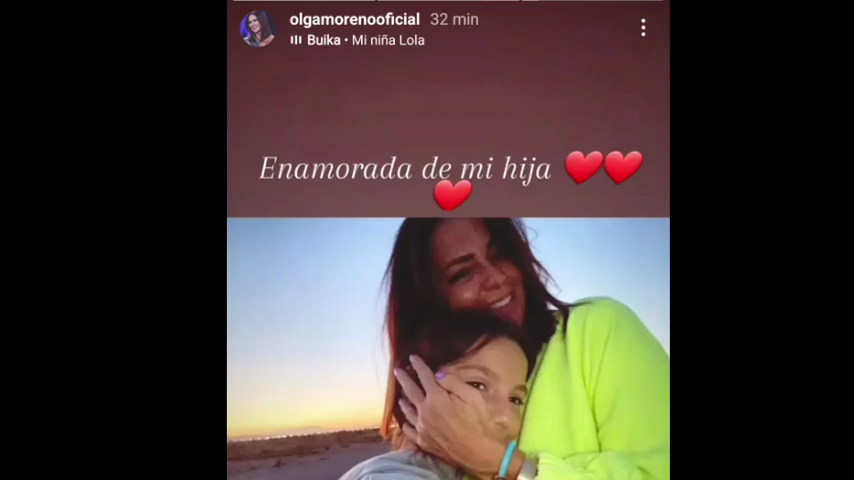 olgamorenooficial 32 min
Buika • Mi niña Lola
Enamorada de mi hija